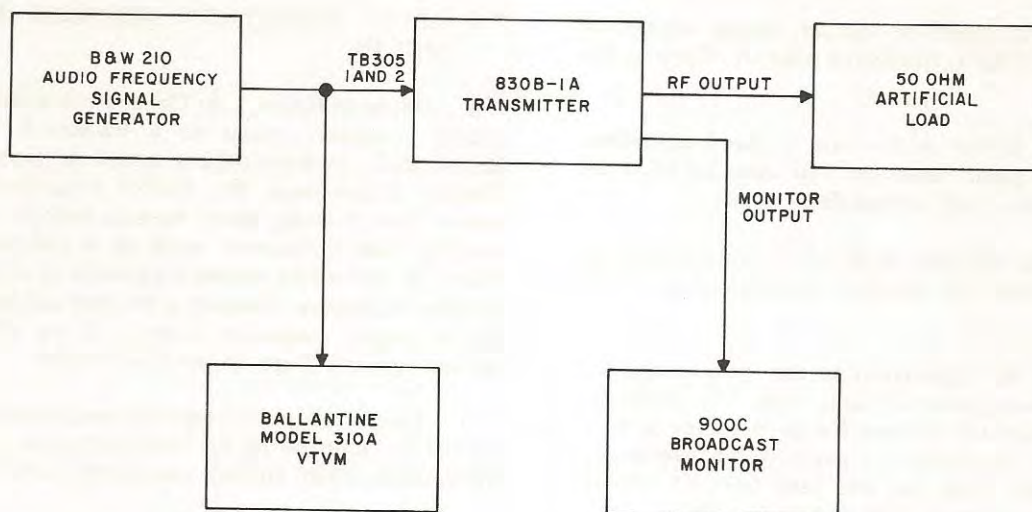 B&W 210
AUDIO FREQUENCY
SIGNAL
GENERATOR
TB305
1 AND 2
830B-1A
TRANSMITTER
RF OUTPUT
50 OHM
ARTIFICIAL
LOAD
MONITOR
OUTPUT
BALLANTINE
MODEL 310A
VTVM
900C
BROADCAST
MONITOR